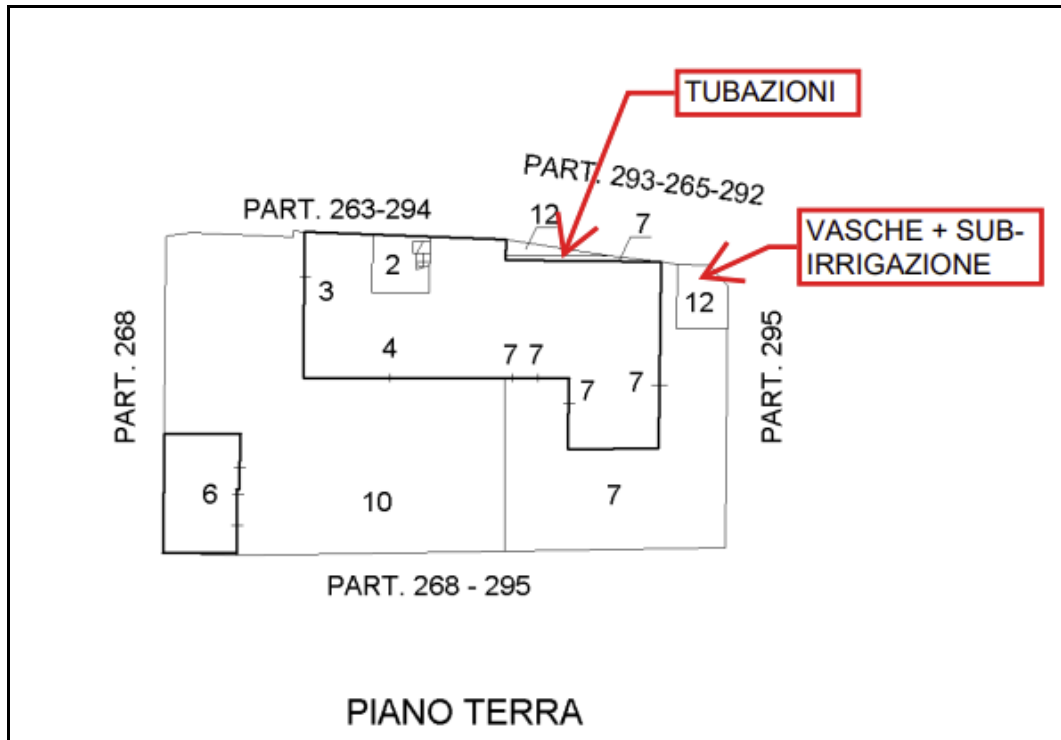 TUBAZIONI
PART. 293-265-292
PART. 263-294
12
7
VASCHE + SUB-
IRRIGAZIONE
2
3
12
PART. 268
PART. 295
4
7
7
7
7
6
10
7
PART. 268 - 295
PIANO TERRA